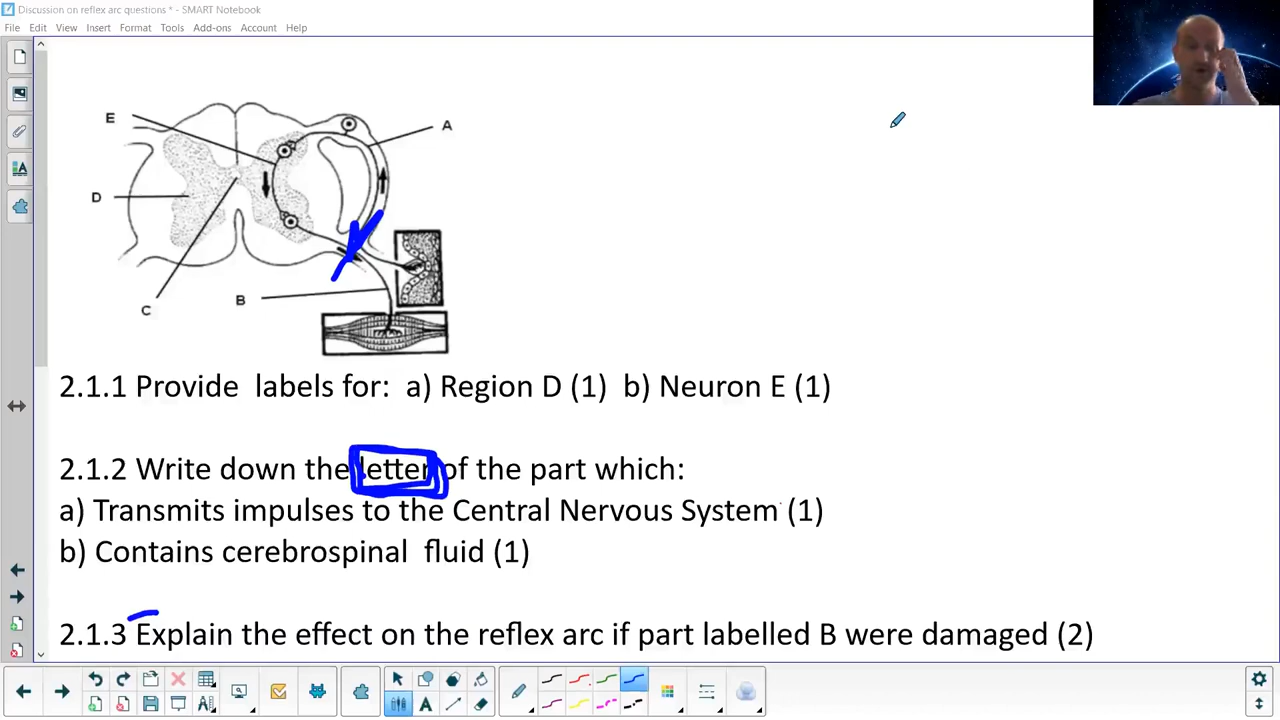 Discussion on reflex arc questions * - SMART Notebook
File Edit View Insert Format Tools Add-ons Account Help
E
A
D
B
C
2.1.1 Provide labels for: a) Region D (1) b) Neuron E (1)
2.1.2 Write down the letter of the part which:
a) Transmits impulses to the Central Nervous System (1)
b) Contains cerebrospinal fluid (1)
2.1.3 Explain the effect on the reflex arc if part labelled B were damaged (2)